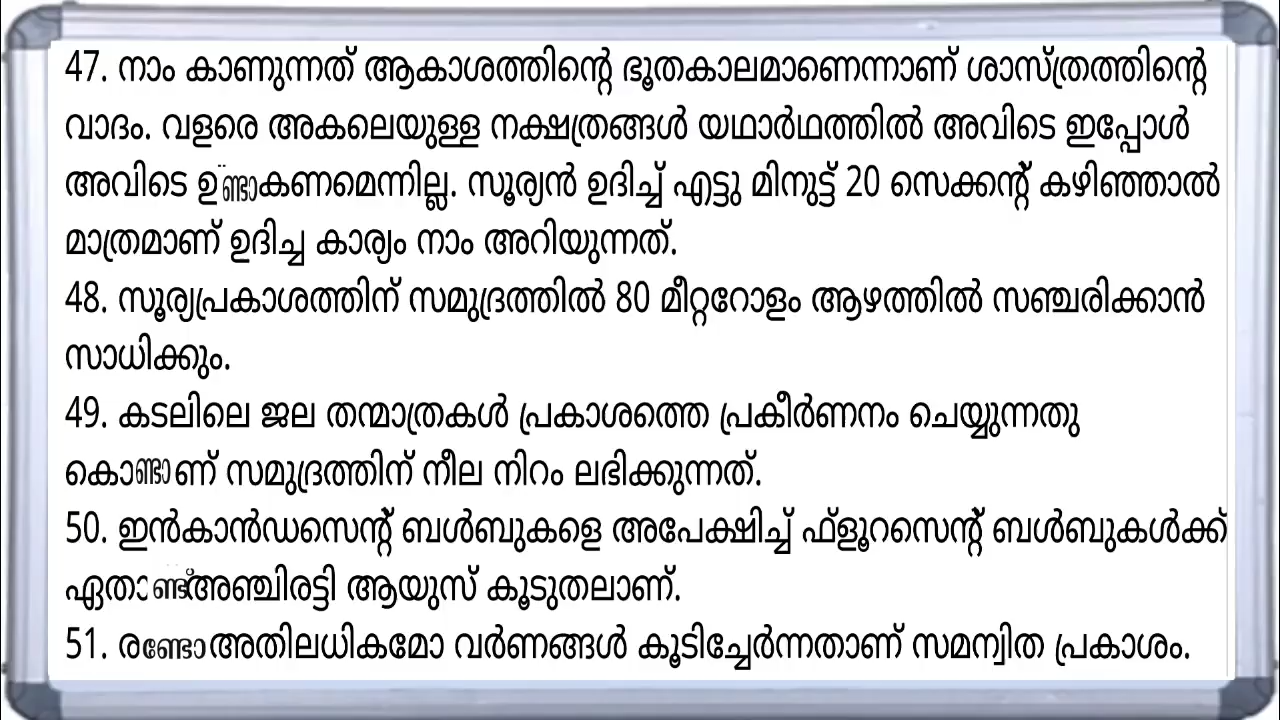 47. നാം കാണുന്നത് ആകാശത്തിന്റെ ഭൂതകാലമാണെന്നാണ് ശാസ്ത്രത്തിന്റെ
വാദം. വളരെ അകലെയുള്ള നക്ഷത്രങ്ങൾ യഥാർഥത്തിൽ അവിടെ ഇപ്പോൾ
അവിടെ ഉണ്ടാകണമെന്നില്ല. സൂര്യൻ ഉദിച്ച് എട്ടു മിനുട്ട് 20 സെക്കന്റ് കഴിഞ്ഞാൽ
മാത്രമാണ് ഉദിച്ച കാര്യം നാം അറിയുന്നത്.
48. സൂര്യപ്രകാശത്തിന് സമുദ്രത്തിൽ 80 മീറ്ററോളം ആഴത്തിൽ സഞ്ചരിക്കാൻ
സാധിക്കും.
49. കടലിലെ ജല തന്മാത്രകൾ പ്രകാശത്തെ പ്രകീർണനം ചെയ്യുന്നതു
കൊണ്ടാണ് സമുദ്രത്തിന് നീല നിറം ലഭിക്കുന്നത്.
50. ഇൻകാൻഡസെന്റ് ബൾബുകളെ അപേക്ഷിച്ച് ഫ്ളൂറസെന്റ് ബൾബുകൾക്ക്
ഏതാണ്ട് അഞ്ചിരട്ടി ആയുസ് കൂടുതലാണ്.
51. രണ്ടോ അതിലധികമോ വർണങ്ങൾ കൂടിച്ചേർന്നതാണ് സമന്വിത പ്രകാശം.